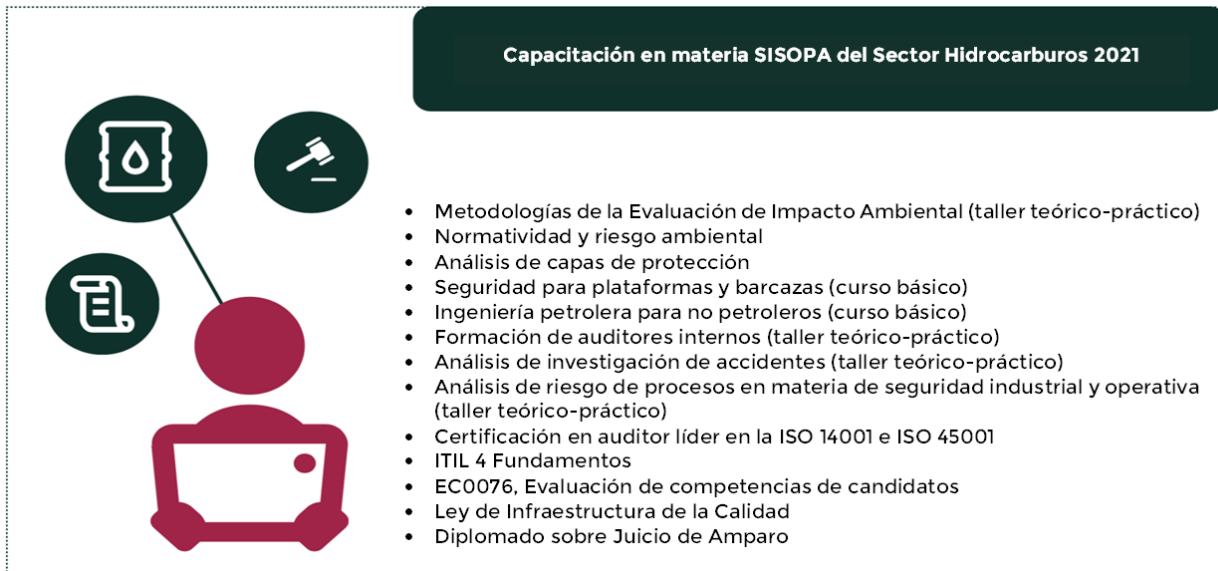 Capacitación en materia SISOPA del Sector Hidrocarburos 2021
• Metodologías de la Evaluación de Impacto Ambiental (taller teórico-práctico)
• Normatividad y riesgo ambiental
• Análisis de capas de protección
• Seguridad para plataformas y barcazas (curso básico)
• Ingeniería petrolera para no petroleros (curso básico)
• Formación de auditores internos (taller teórico-práctico)
• Análisis de investigación de accidentes (taller teórico-práctico)
• Análisis de riesgo de procesos en materia de seguridad industrial y operativa
(taller teórico-práctico)
• Certificación en auditor líder en la ISO 14001 e ISO 45001
• ITIL 4 Fundamentos
• EC0076, Evaluación de competencias de candidatos
• Ley de Infraestructura de la Calidad
• Diplomado sobre Juicio de Amparo